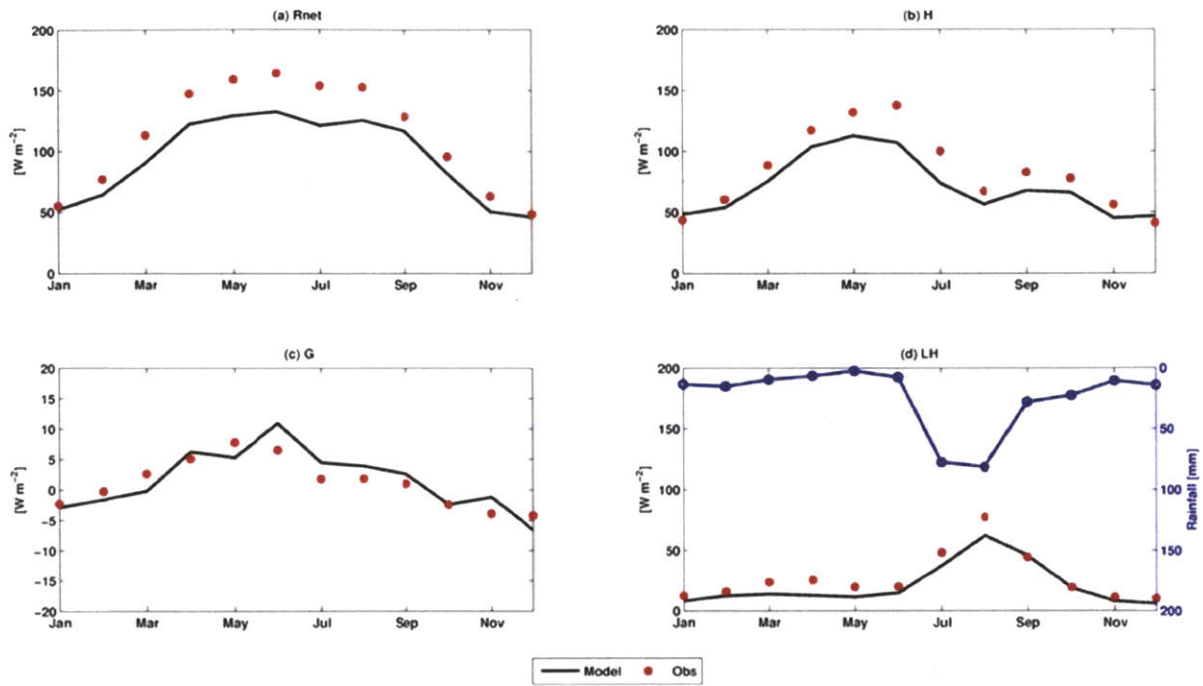 (a) Rnet
200
150
100
50
0
[W m⁻²]
Jan Mar May Jul Sep Nov
(b) H
200
150
100
50
0
[W m⁻²]
Jan Mar May Jul Sep Nov
(c) G
20
15
10
5
0
−5
−10
−15
−20
[W m⁻²]
Jan Mar May Jul Sep Nov
(d) LH
200
150
100
50
0
[W m⁻²]
Jan Mar May Jul Sep Nov
0
50
100
150
200
Rainfall [mm]
Model Obs